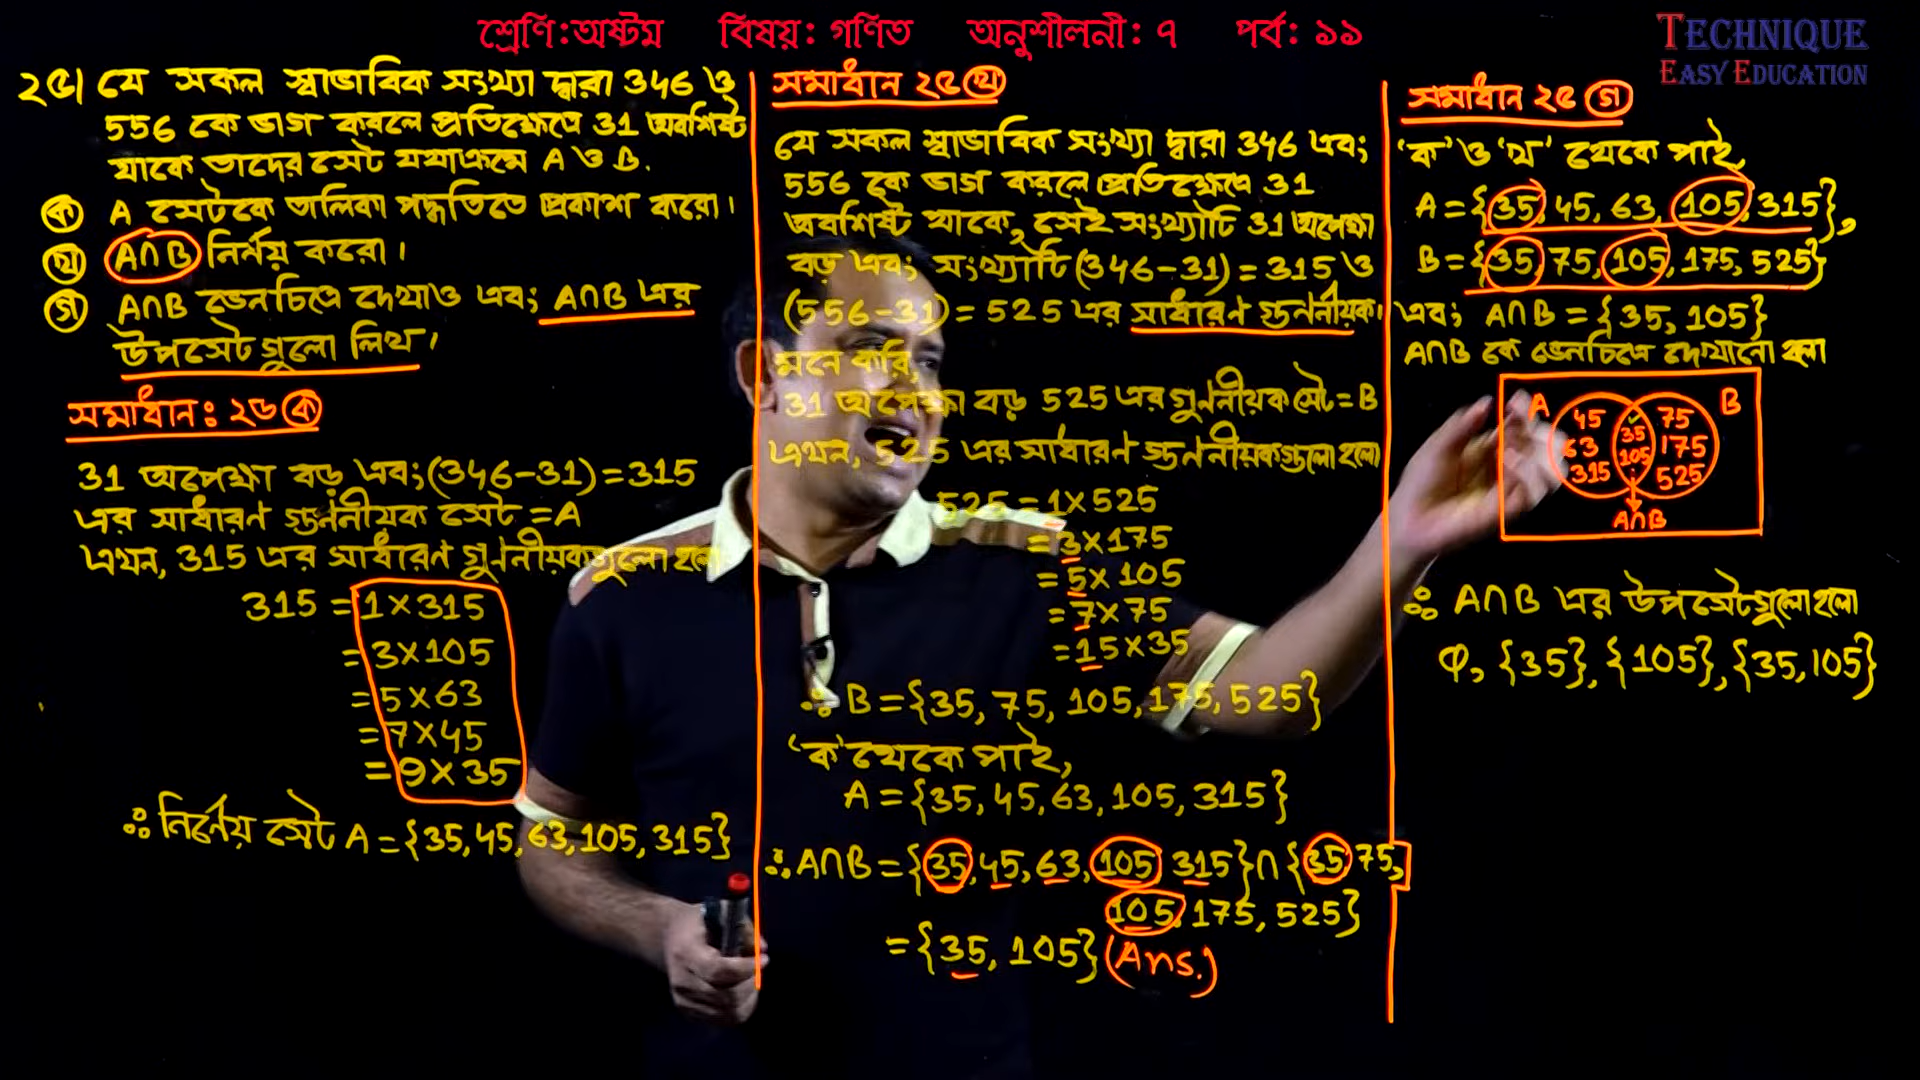 শ্রেণি:অষ্টম বিষয়: গণিত অনুশীলনী: ৭ পর্ব: ১১
TECHNIQUE
EASY EDUCATION
২৫। যে সকল স্বাভাবিক সংখ্যা দ্বারা 346 ও
556 কে ভাগ করলে প্রতিক্ষেত্রে 31 অবশিষ্ট
থাকে তাদের সেট যথাক্রমে A ও B.
ক A সেটকে তালিকা পদ্ধতিতে প্রকাশ করো।
খ A∩B নির্নয় করো।
গ A∩B ভেনচিত্রে দেখাও এবং A∩B এর
উপসেট গুলো লিখ।
সমাধান: ২৫ ক
31 অপেক্ষা বড় এবং (346-31)=315
এর সাধারণ গুণনীয়ক সেট =A
এখন, 315 এর সাধারণ গুণনীয়কগুলো হলো
315 = 1×315
= 3×105
= 5×63
= 7×45
= 9×35
∴ নির্ণেয় সেট A={35,45,63,105,315}
সমাধান ২৫ খ
যে সকল স্বাভাবিক সংখ্যা দ্বারা 346 এবং
556 কে ভাগ করলে প্রতিক্ষেত্রে 31
অবশিষ্ট থাকে, সেই সংখ্যাটি 31 অপেক্ষা
বড় এবং সংখ্যাটি (346-31)=315 ও
(556-31)=525 এর সাধারণ গুণনীয়ক।
মনে করি,
31 অপেক্ষা বড় 525 এর গুণনীয়ক সেট=B
এখন, 525 এর সাধারণ গুণনীয়কগুলো হলো
525 = 1×525
= 3×175
= 5×105
= 7×75
= 15×35
∴ B={35, 75, 105, 175, 525}
'ক' থেকে পাই,
A={35,45,63,105,315}
∴ A∩B={35,45,63,105,315}∩{35,75,
105,175,525}
={35, 105} (Ans.)
সমাধান ২৫ গ
'ক' ও 'খ' থেকে পাই,
A={35,45,63,105,315},
B={35,75,105,175,525}
এবং A∩B={35,105}
A∩B কে ভেনচিত্রে দেখানো হলো
A 45 35 75 B
63 105 175
315 525
A∩B
∴ A∩B এর উপসেটগুলো হলো
φ, {35}, {105}, {35,105}